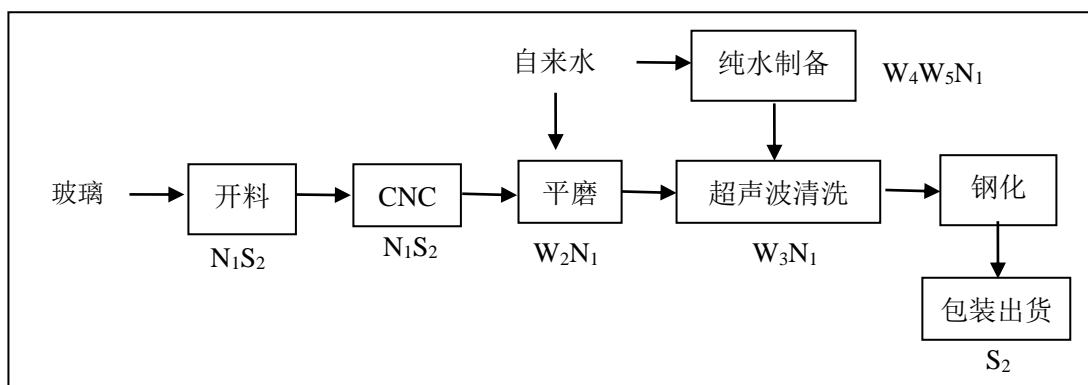 自来水
纯水制备
W₄W₅N₁
玻璃
开料
CNC
平磨
超声波清洗
钢化
N₁S₂
N₁S₂
W₂N₁
W₃N₁
包装出货
S₂